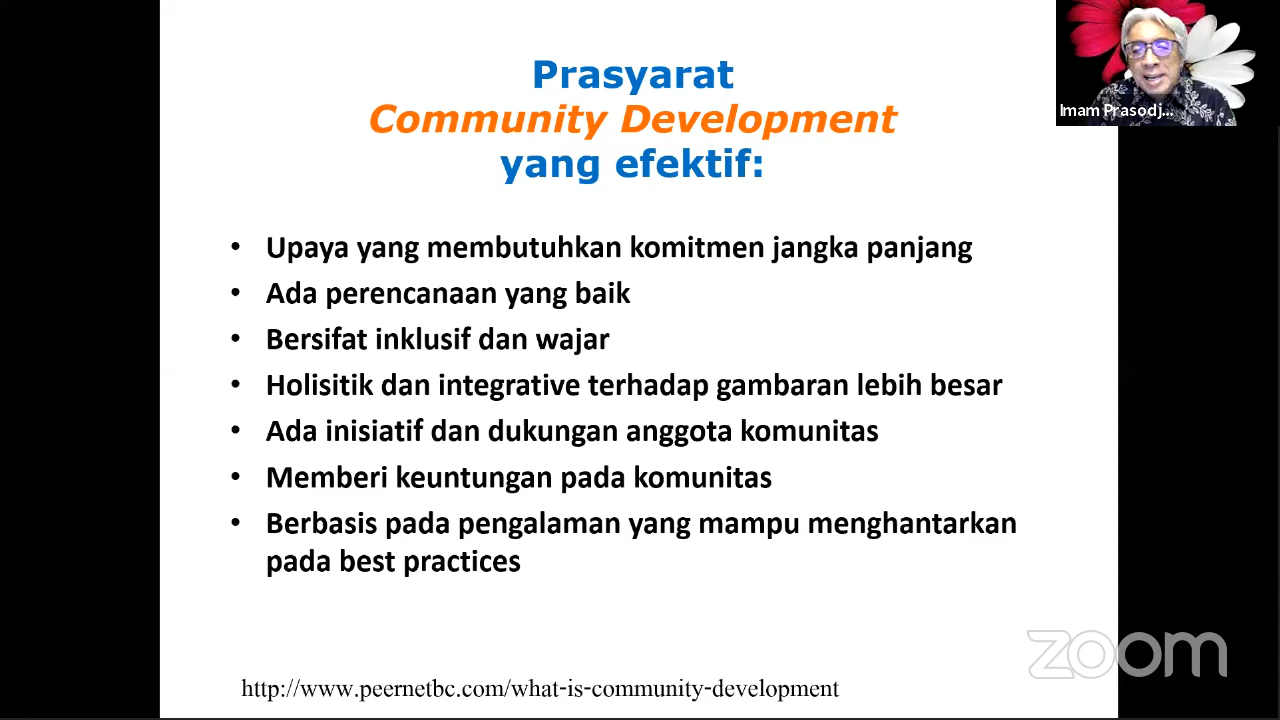 Prasyarat
Community Development
yang efektif:
• Upaya yang membutuhkan komitmen jangka panjang
• Ada perencanaan yang baik
• Bersifat inklusif dan wajar
• Holisitik dan integrative terhadap gambaran lebih besar
• Ada inisiatif dan dukungan anggota komunitas
• Memberi keuntungan pada komunitas
• Berbasis pada pengalaman yang mampu menghantarkan
pada best practices
http://www.peernetbc.com/what-is-community-development
Imam Prasodj...
zoom